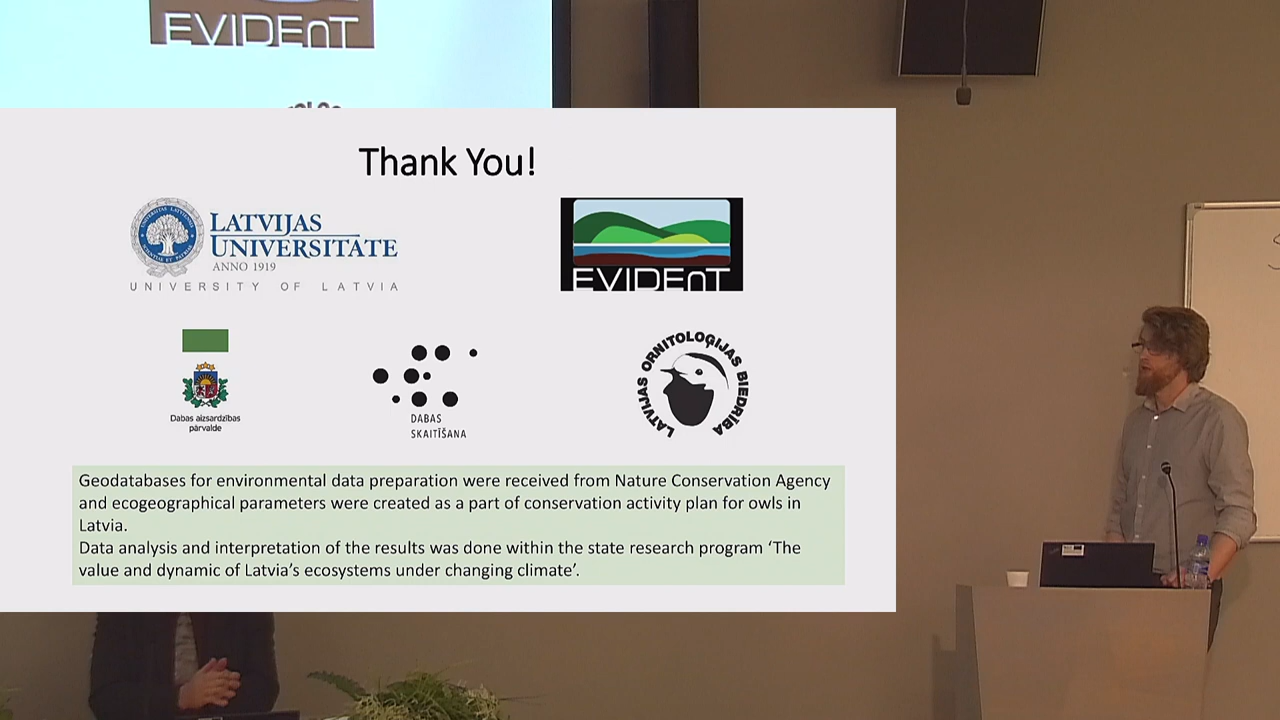 EVIDEnT
Thank You!
LATVIJAS
UNIVERSITĀTE
ANNO 1919
UNIVERSITY OF LATVIA
EVIDEnT
Dabas aizsardzības
pārvalde
DABAS
SKAITĪŠANA
LATVIJAS ORNITOLOĢIJAS BIEDRĪBA
Geodatabases for environmental data preparation were received from Nature Conservation Agency
and ecogeographical parameters were created as a part of conservation activity plan for owls in
Latvia.
Data analysis and interpretation of the results was done within the state research program ‘The
value and dynamic of Latvia’s ecosystems under changing climate’.